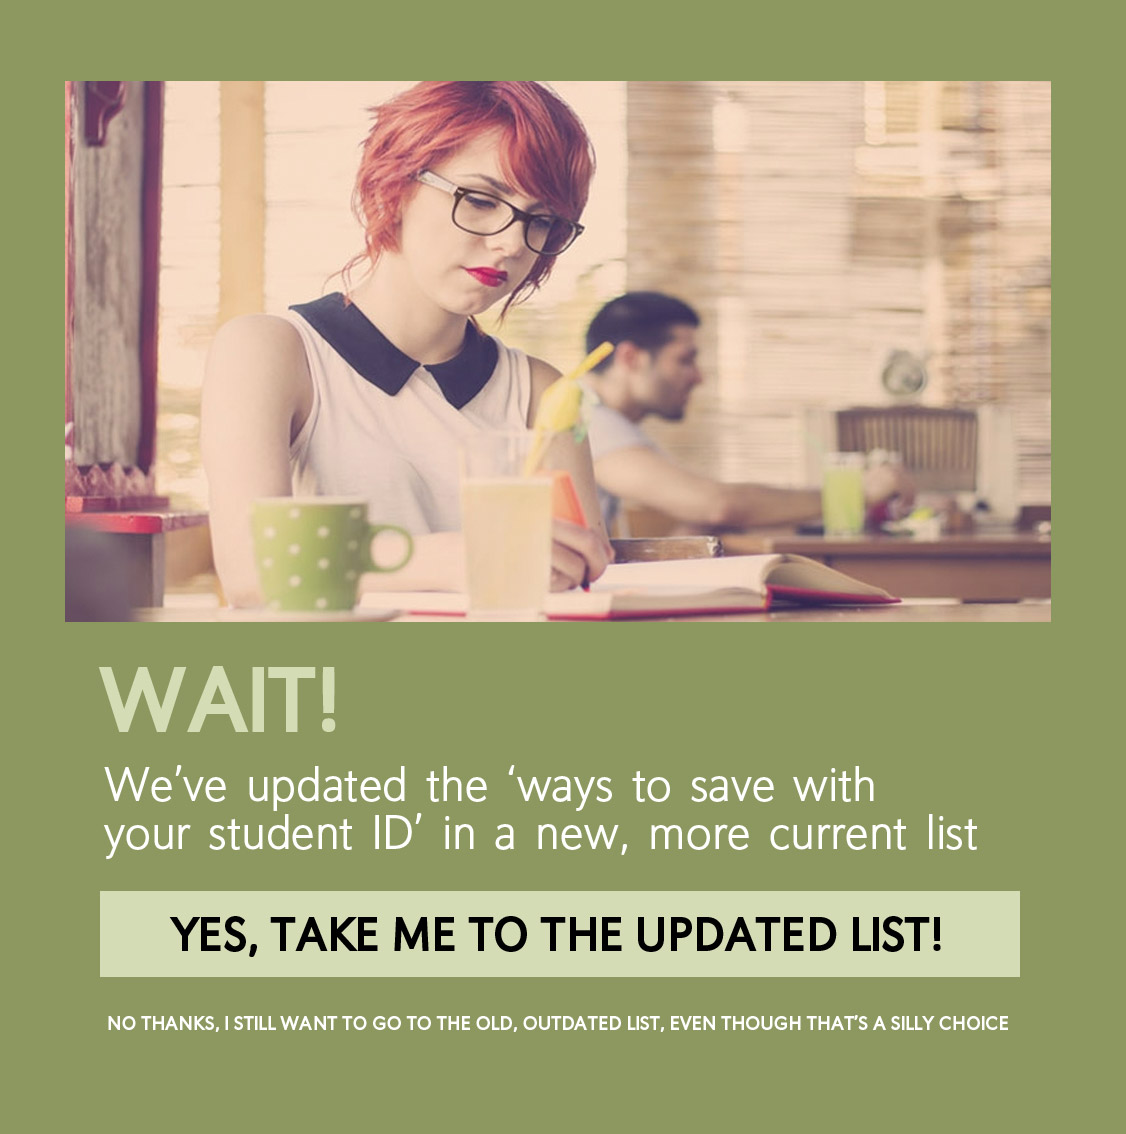 WAIT!
We've updated the ‘ways to save with
your student ID’ in a new, more current list
YES, TAKE ME TO THE UPDATED LIST!
NO THANKS, I STILL WANT TO GO TO THE OLD, OUTDATED LIST, EVEN THOUGH THAT'S A SILLY CHOICE